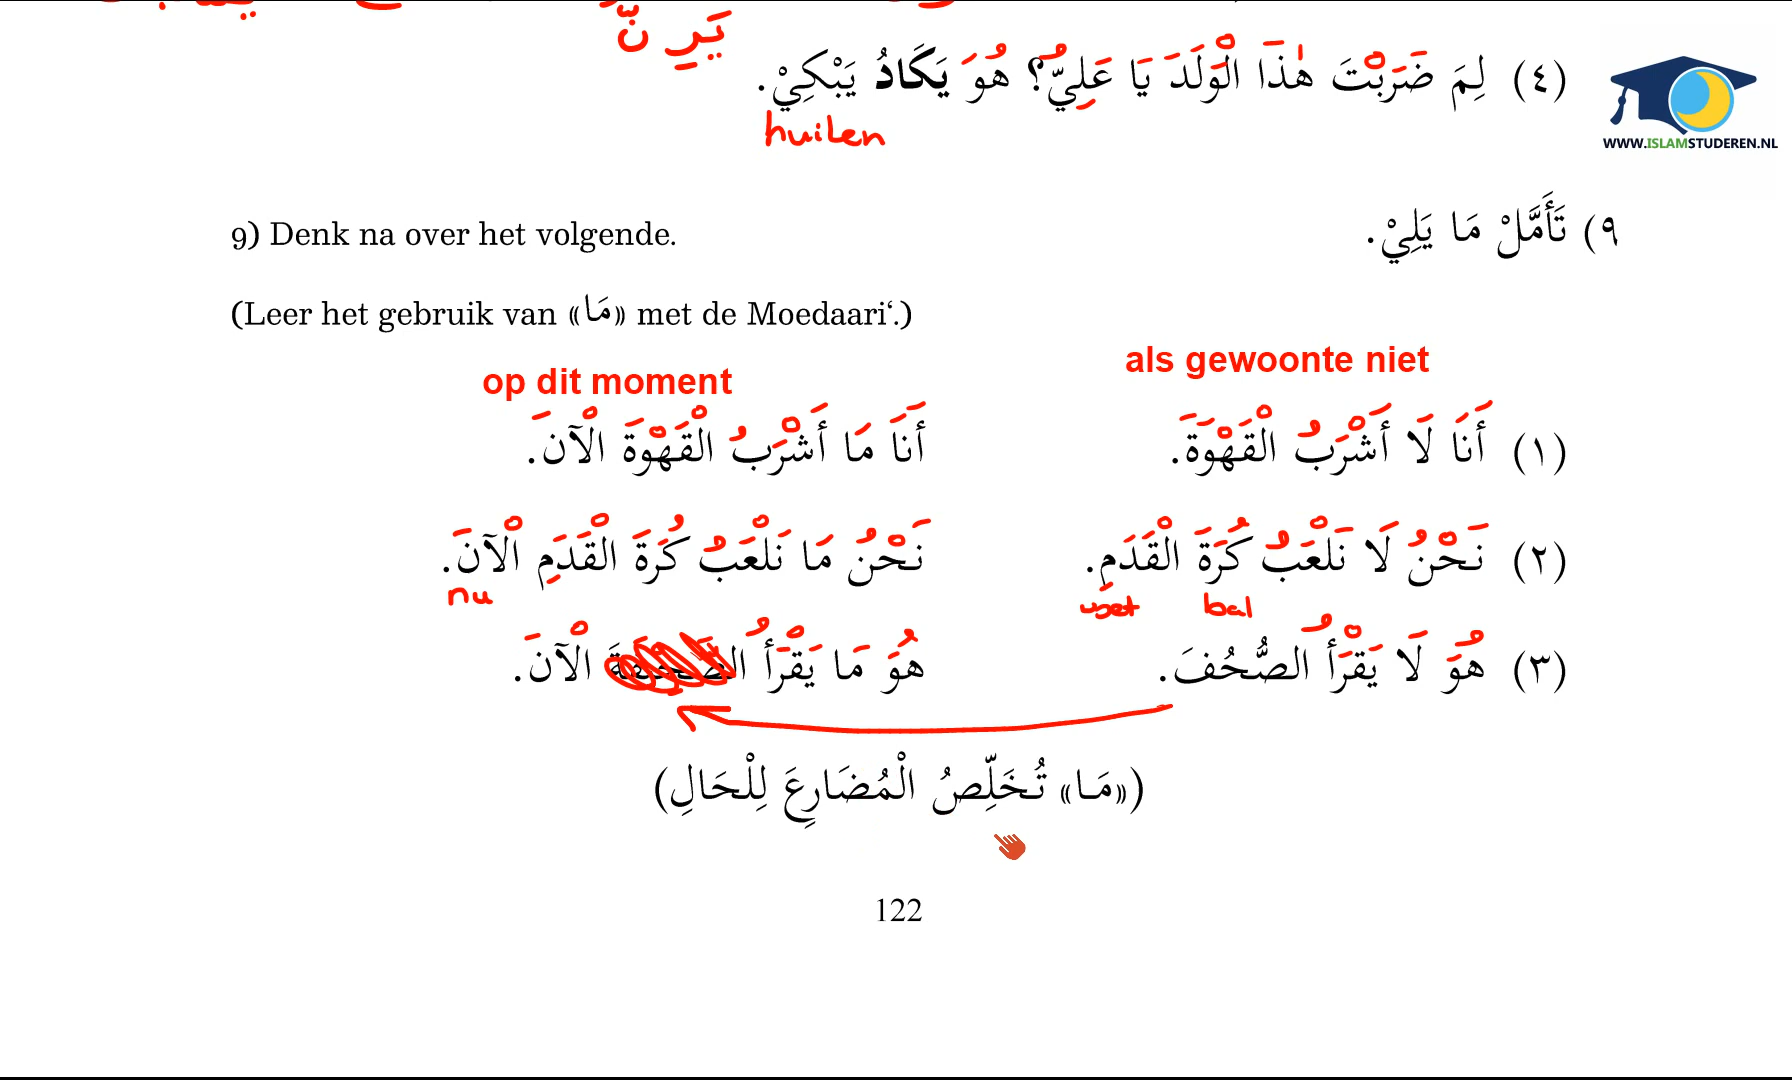 يَرِ نّ
(٤) لِمَ ضَرَبْتَ هٰذَا الْوَلَدَ يَا عَلِيُّ؟ هُوَ يَكَادُ يَبْكِيْ.
huilen
WWW.ISLAMSTUDEREN.NL
9) Denk na over het volgende.
٩) تَأَمَّلْ مَا يَلِيْ.
(Leer het gebruik van «مَا» met de Moedaari‘.)
als gewoonte niet
op dit moment
(١) أَنَا لَا أَشْرَبُ الْقَهْوَةَ.
أَنَا مَا أَشْرَبُ الْقَهْوَةَ الْآنَ.
(٢) نَحْنُ لَا نَلْعَبُ كُرَةَ الْقَدَمِ.
نَحْنُ مَا نَلْعَبُ كُرَةَ الْقَدَمِ الْآنَ.
voet bal
nu
(٣) هُوَ لَا يَقْرَأُ الصُّحُفَ.
هُوَ مَا يَقْرَأُ الْآنَ.
(«مَا» تُخَلِّصُ الْمُضَارِعَ لِلْحَالِ)
122